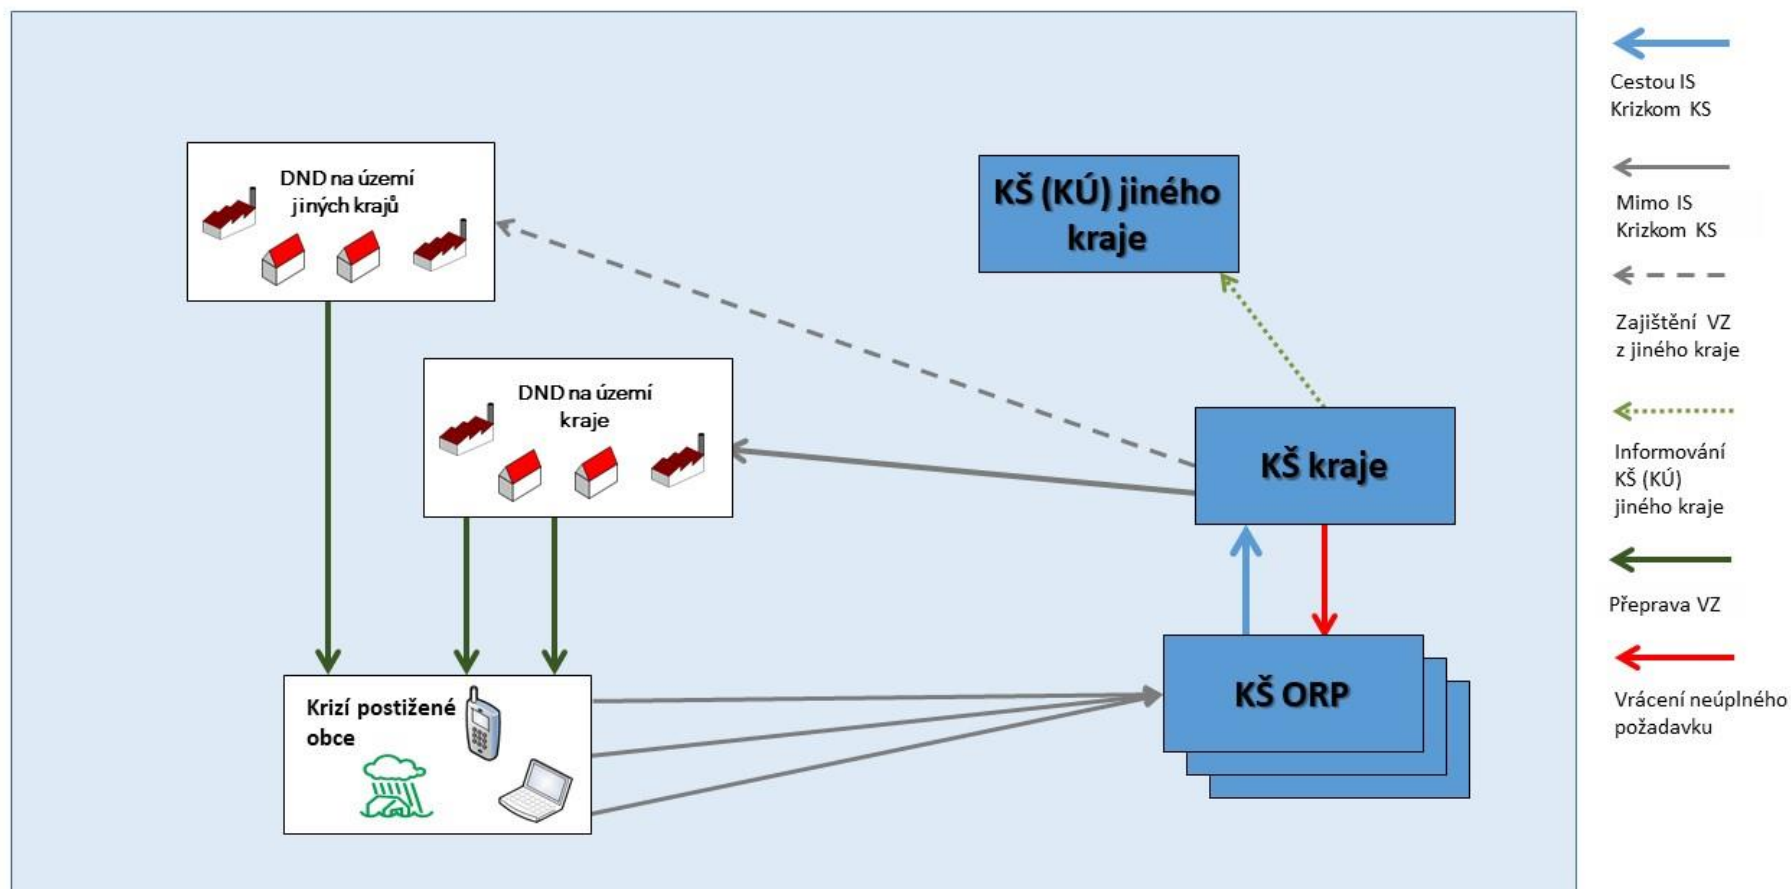 DND na území
jiných krajů
KŠ (KÚ) jiného
kraje
DND na území
kraje
KŠ kraje
Krizí postižené
obce
KŠ ORP
Cestou IS
Krizkom KS
Mimo IS
Krizkom KS
Zajištění VZ
z jiného kraje
Informování
KŠ (KÚ)
jiného kraje
Přeprava VZ
Vrácení neúplného
požadavku